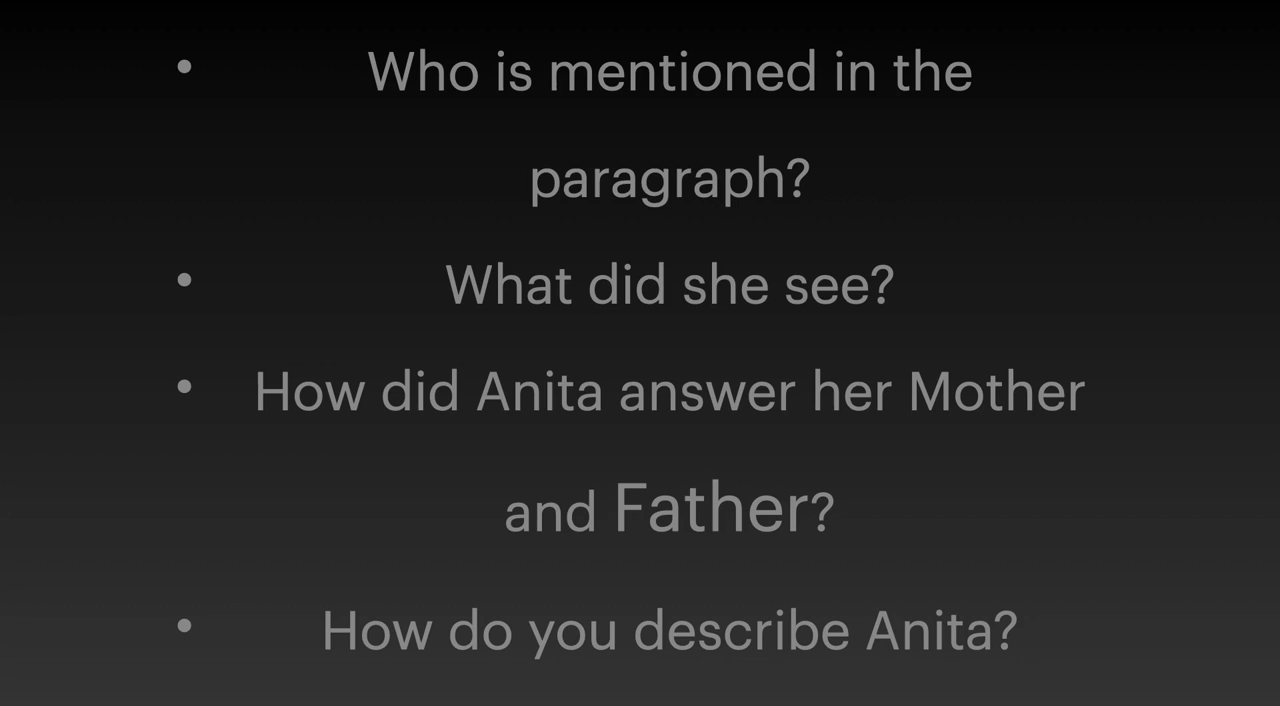 • Who is mentioned in the
paragraph?
• What did she see?
• How did Anita answer her Mother
and Father?
• How do you describe Anita?